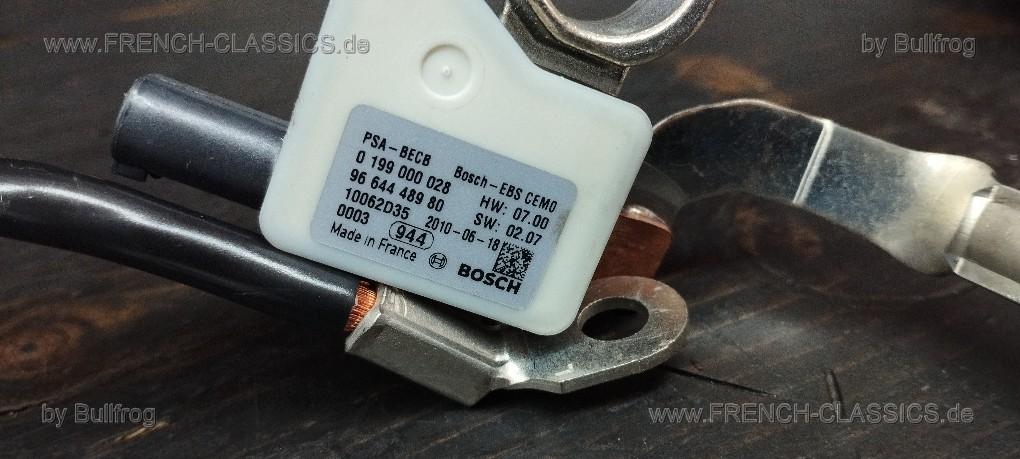 www.FRENCH-CLASSICS.de
by Bullfrog
PSA-BECB Bosch-EBS CEMO
0 199 000 028 HW: 07.00
96 644 489 80 SW: 02.07
10062D35 2010-06-18
0003 944
Made in France BOSCH
by Bullfrog
www.FRENCH-CLASSICS.de